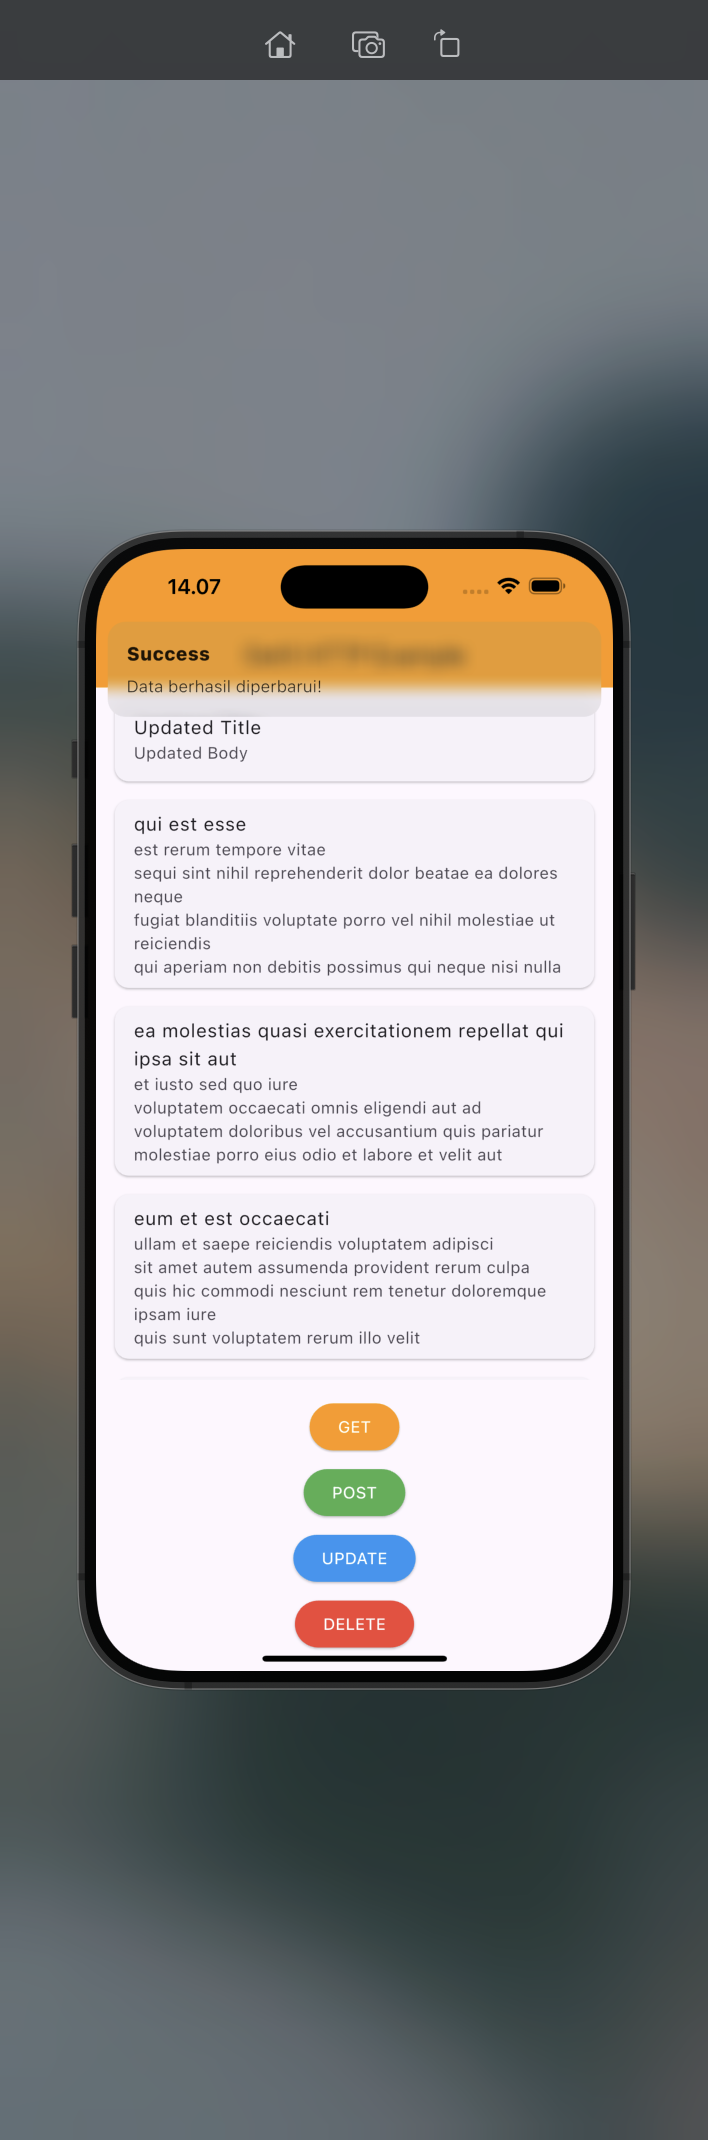 14.07
Success
Data berhasil diperbarui!
Updated Title
Updated Body
qui est esse
est rerum tempore vitae
sequi sint nihil reprehenderit dolor beatae ea dolores
neque
fugiat blanditiis voluptate porro vel nihil molestiae ut
reiciendis
qui aperiam non debitis possimus qui neque nisi nulla
ea molestias quasi exercitationem repellat qui
ipsa sit aut
et iusto sed quo iure
voluptatem occaecati omnis eligendi aut ad
voluptatem doloribus vel accusantium quis pariatur
molestiae porro eius odio et labore et velit aut
eum et est occaecati
ullam et saepe reiciendis voluptatem adipisci
sit amet autem assumenda provident rerum culpa
quis hic commodi nesciunt rem tenetur doloremque
ipsam iure
quis sunt voluptatem rerum illo velit
GET
POST
UPDATE
DELETE